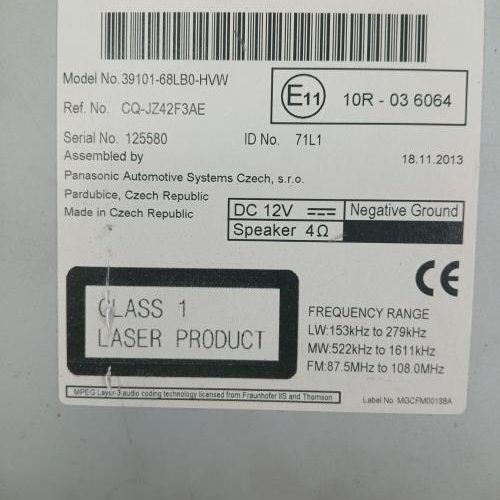 Model No.39101-68LB0-HVW
Ref. No. CQ-JZ42F3AE
E11 10R - 03 6064
Serial No. 125580 ID No. 71L1
Assembled by 18.11.2013
Panasonic Automotive Systems Czech, s.r.o.
Pardubice, Czech Republic
Made in Czech Republic
DC 12V Negative Ground
Speaker 4Ω
CE
CLASS 1
LASER PRODUCT
FREQUENCY RANGE
LW:153kHz to 279kHz
MW:522kHz to 1611kHz
FM:87.5MHz to 108.0MHz
MPEG Layer-3 audio coding technology licensed from Fraunhofer IIS and Thomson
Label No. MGCFM00188A